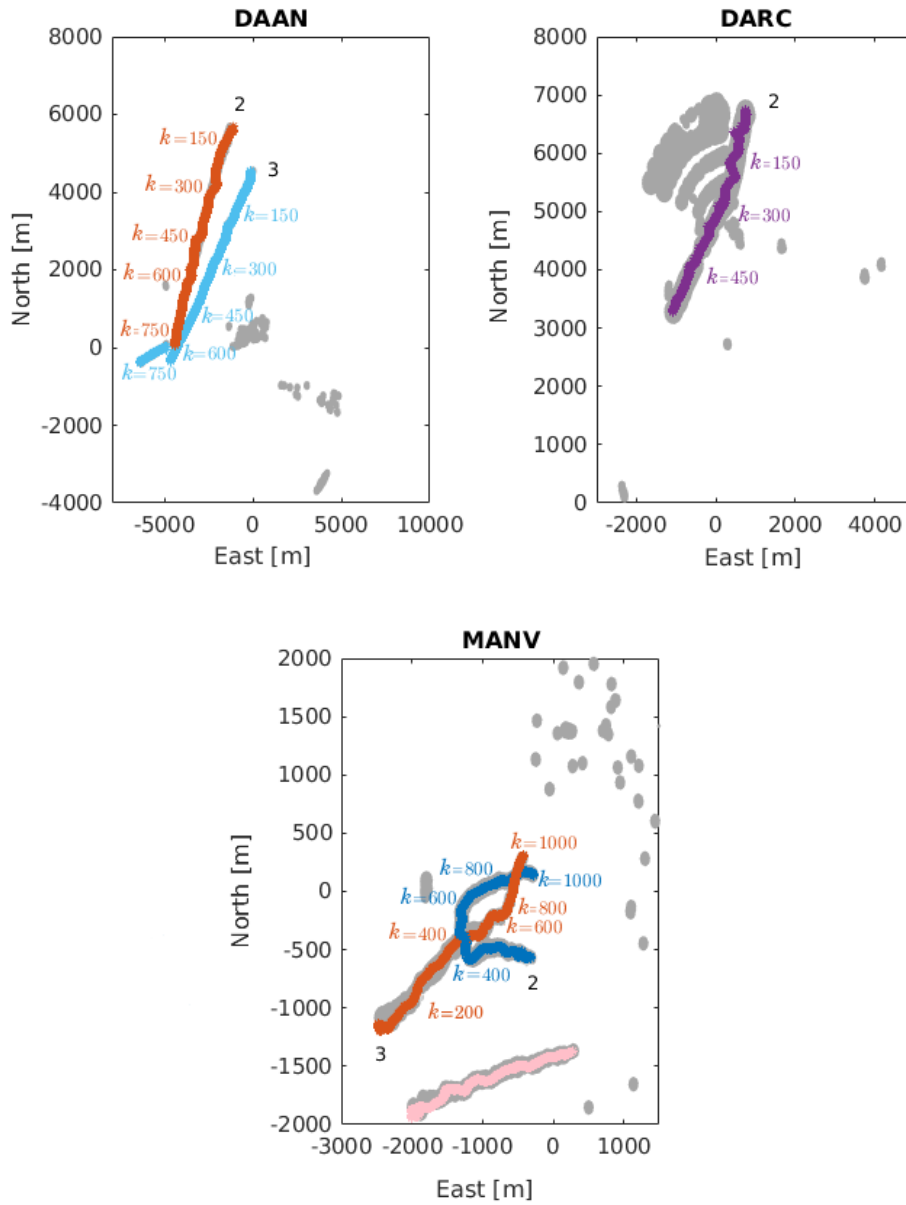 DAAN
8000
6000
4000
2000
0
-2000
-4000
-5000 0 5000 10000
East [m]
North [m]
2
3
k=150
k=300
k=450
k=600
k=750
k=150
k=300
k=450
k=600
k=750
DARC
8000
7000
6000
5000
4000
3000
2000
1000
0
-2000 0 2000 4000
East [m]
North [m]
2
k=150
k=300
k=450
MANV
2000
1500
1000
500
0
-500
-1000
-1500
-2000
-3000 -2000 -1000 0 1000
East [m]
North [m]
k=1000
k=800
k=1000
k=600
k=800
k=400
k=600
k=400
2
k=200
3